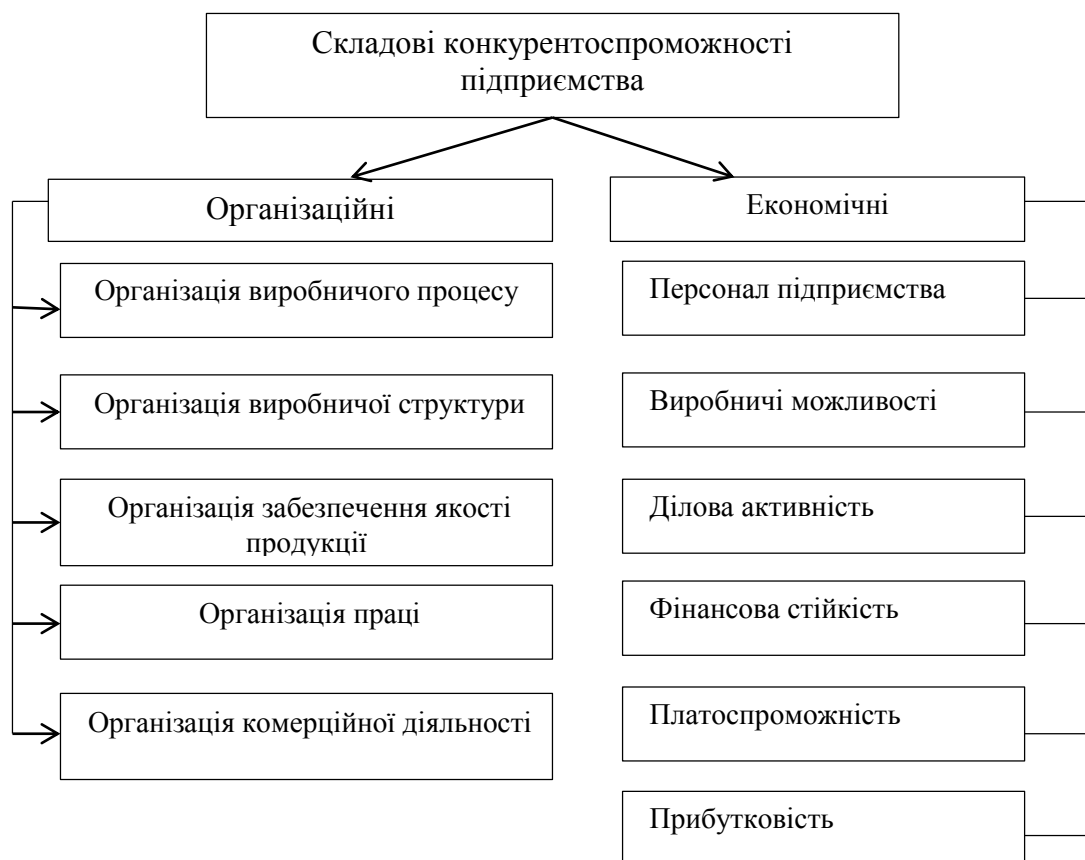 Складові конкурентоспроможності
підприємства
Організаційні
Економічні
Організація виробничого процесу
Персонал підприємства
Організація виробничої структури
Виробничі можливості
Організація забезпечення якості
продукції
Ділова активність
Організація праці
Фінансова стійкість
Організація комерційної діяльності
Платоспроможність
Прибутковість